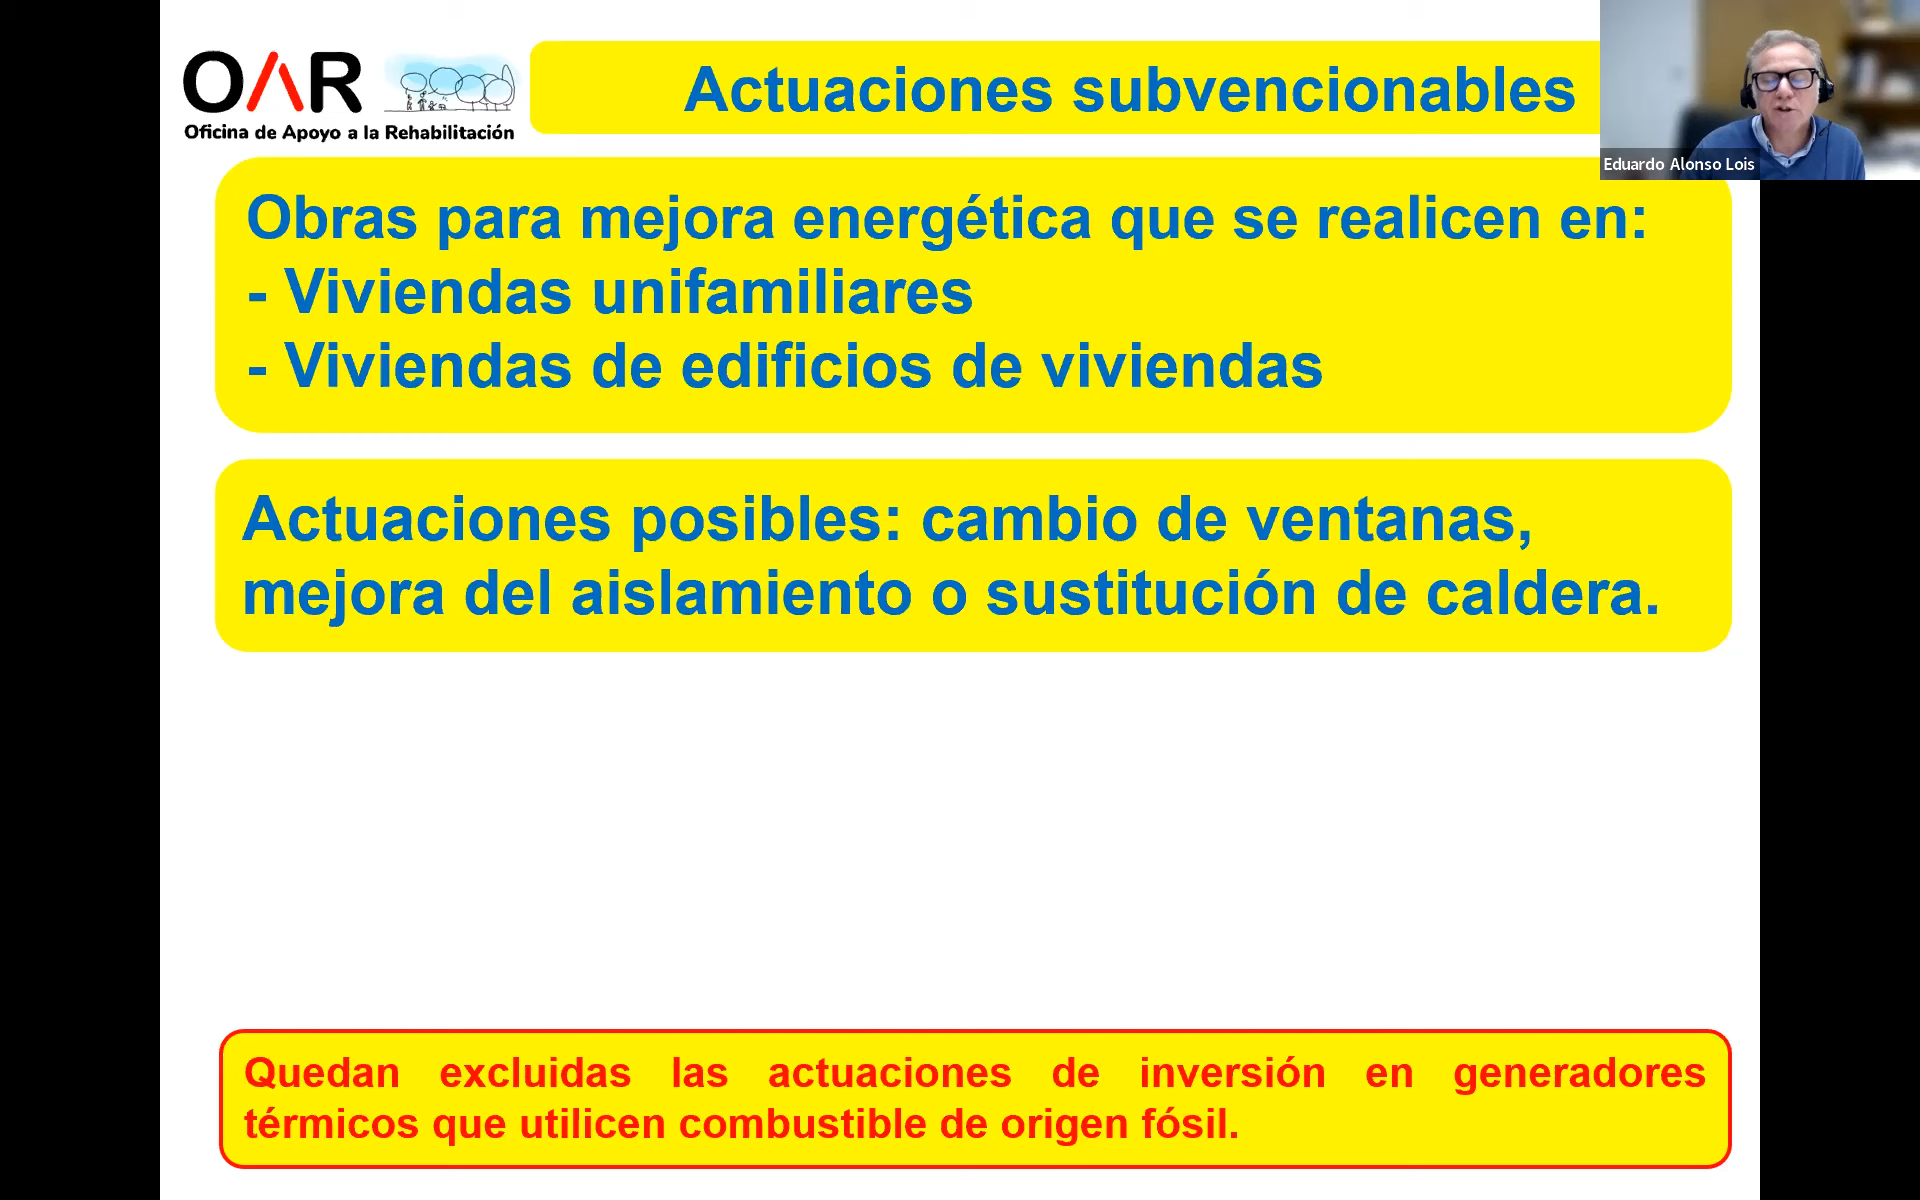 OAR
Oficina de Apoyo a la Rehabilitación
Actuaciones subvencionables
Eduardo Alonso Lois
Obras para mejora energética que se realicen en:
- Viviendas unifamiliares
- Viviendas de edificios de viviendas
Actuaciones posibles: cambio de ventanas,
mejora del aislamiento o sustitución de caldera.
Quedan excluidas las actuaciones de inversión en generadores
térmicos que utilicen combustible de origen fósil.